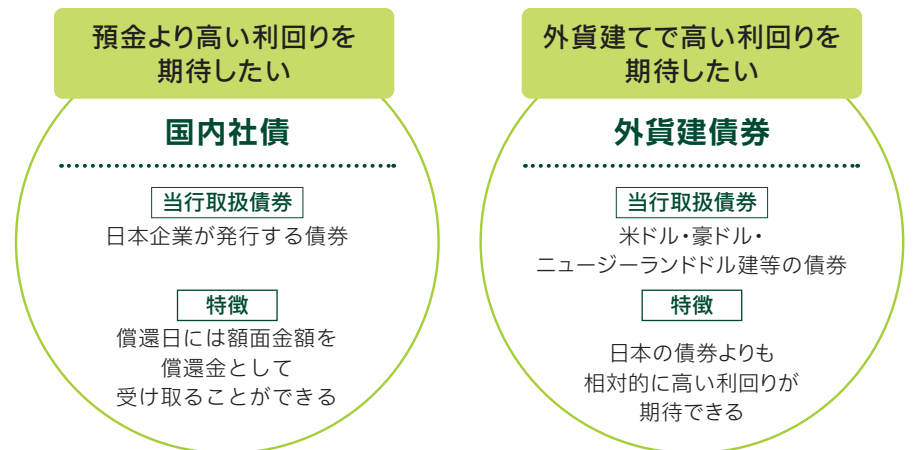 預金より高い利回りを
期待したい
国内社債
当行取扱債券
日本企業が発行する債券
特徴
償還日には額面金額を
償還金として
受け取ることができる
外貨建てで高い利回りを
期待したい
外貨建債券
当行取扱債券
米ドル・豪ドル・
ニュージーランドドル建等の債券
特徴
日本の債券よりも
相対的に高い利回りが
期待できる